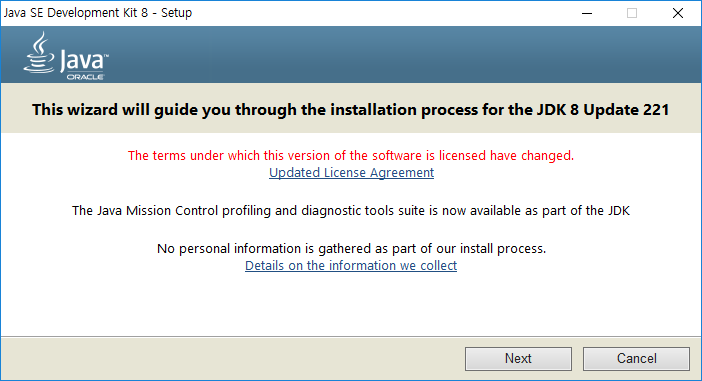 Java SE Development Kit 8 - Setup
Java™
ORACLE
This wizard will guide you through the installation process for the JDK 8 Update 221
The terms under which this version of the software is licensed have changed.
Updated License Agreement
The Java Mission Control profiling and diagnostic tools suite is now available as part of the JDK
No personal information is gathered as part of our install process.
Details on the information we collect
Next
Cancel